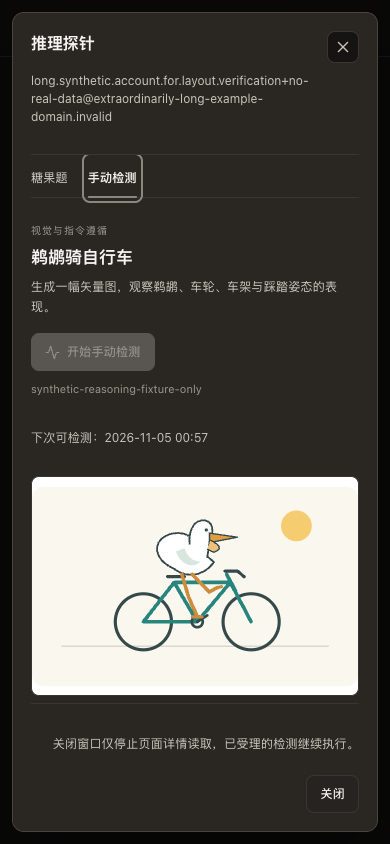 推理探针
long.synthetic.account.for.layout.verification+no-
real-data@extraordinarily-long-example-
domain.invalid
糖果题 手动检测
视觉与指令遵循
鹈鹕骑自行车
生成一幅矢量图，观察鹈鹕、车轮、车架与踩踏姿态的表
现。
开始手动检测
synthetic-reasoning-fixture-only
下次可检测：2026-11-05 00:57
关闭窗口仅停止页面详情读取，已受理的检测继续执行。
关闭